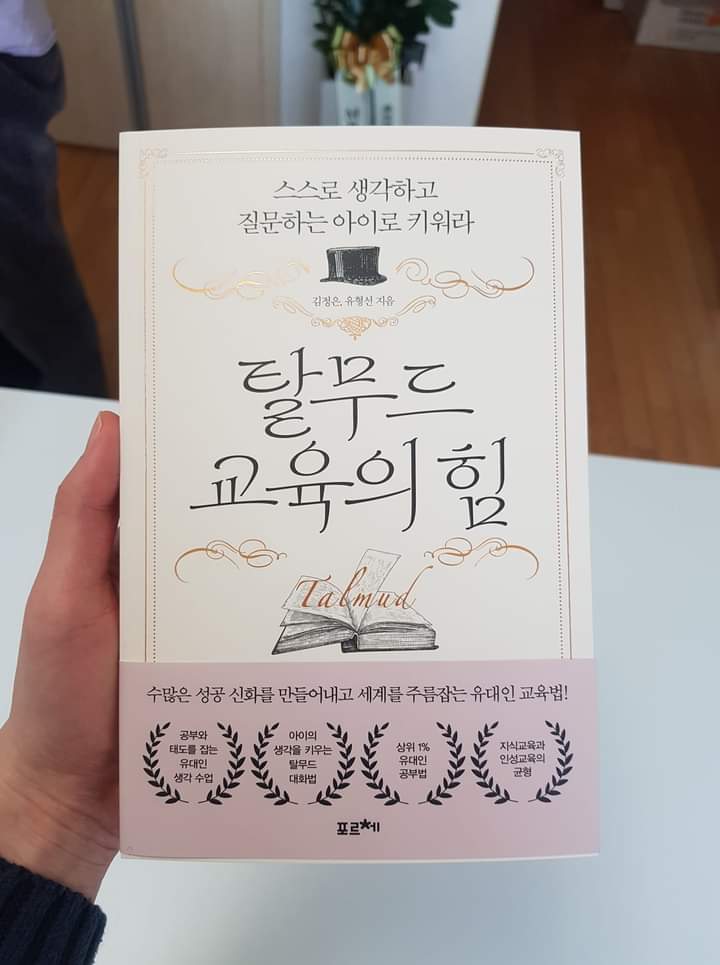 스스로 생각하고
질문하는 아이로 키워라
김정은, 유형선 지음
탈무드
교육의 힘
Talmud
수많은 성공 신화를 만들어내고 세계를 주름잡는 유대인 교육법!
공부와
태도를 잡는
유대인
생각 수업
아이의
생각을 키우는
탈무드
대화법
상위 1%
유대인
공부법
지식교육과
인성교육의
균형
포르체